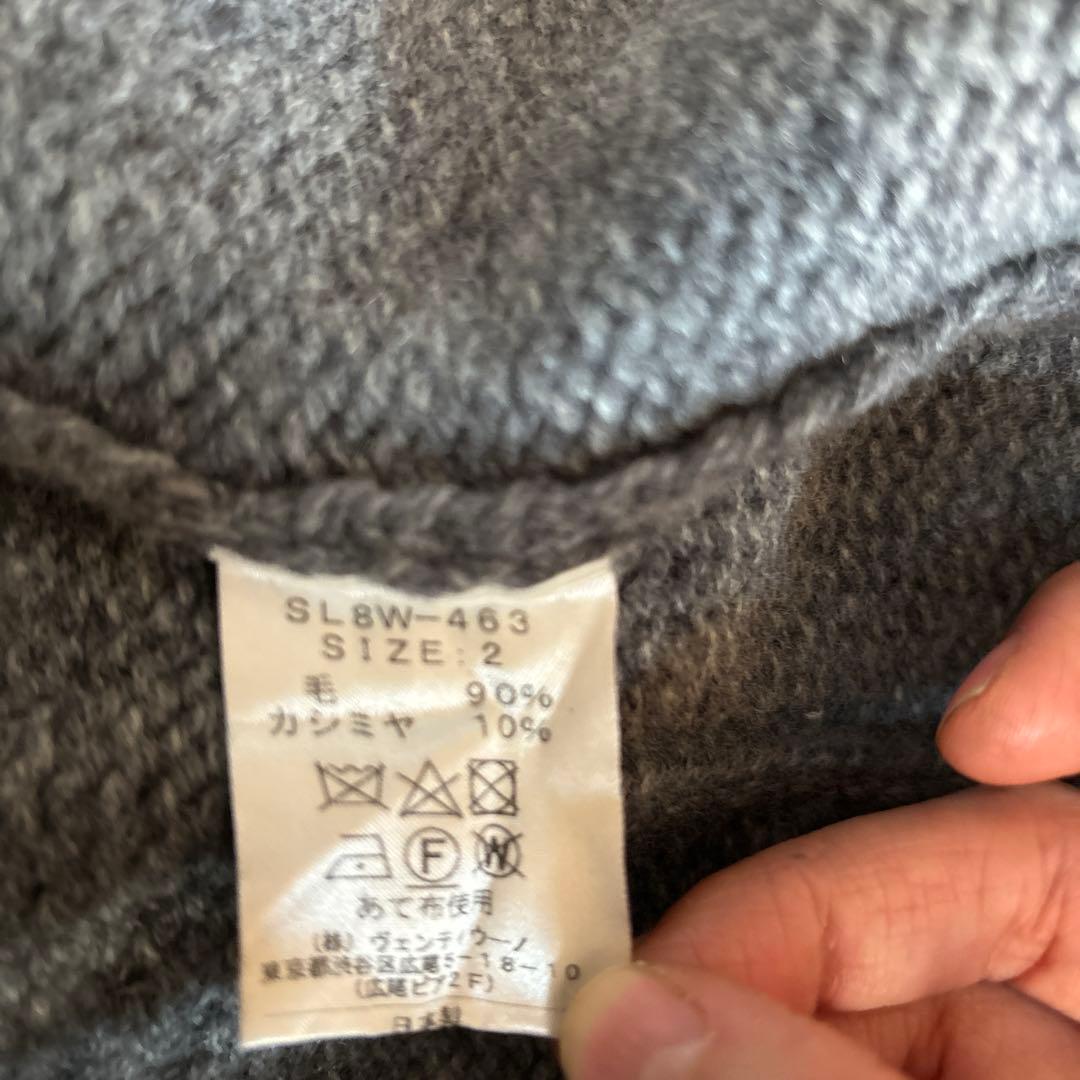 SL8W-463
SIZE:2
毛 90%
カシミヤ 10%
F W
あて布使用
(株)ヴェンティウーノ
東京都渋谷区広尾5-18-10
(広尾ピア2F)
日本製